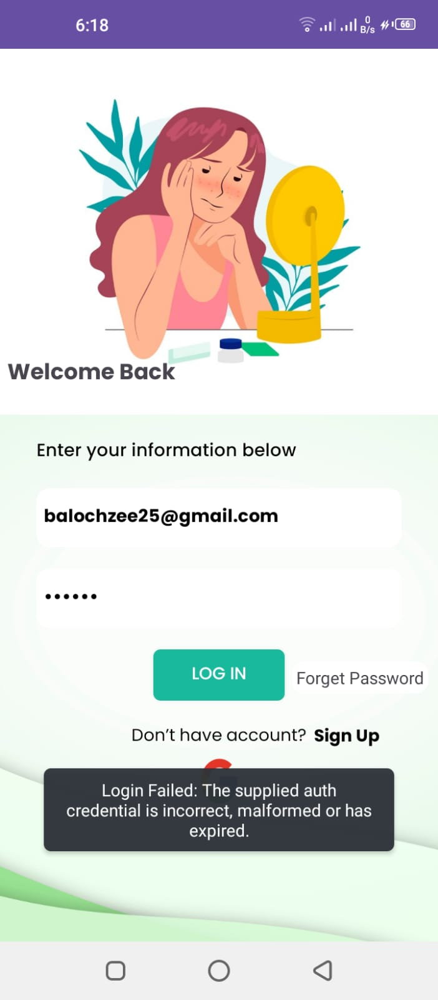 6:18
0
B/s
66
Welcome Back
Enter your information below
balochzee25@gmail.com
••••••
LOG IN
Forget Password
Don't have account? Sign Up
Login Failed: The supplied auth
credential is incorrect, malformed or has
expired.